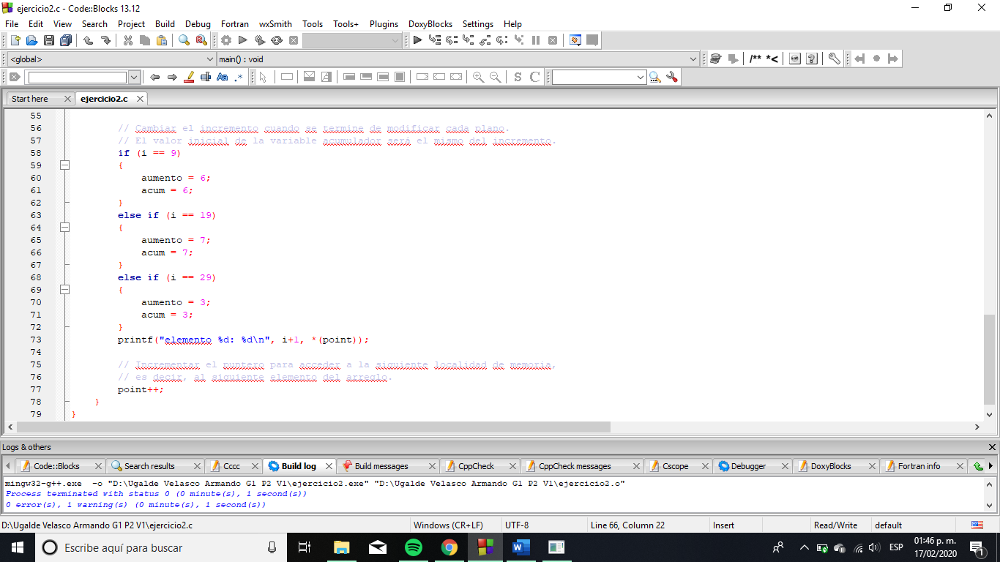 ejercicio2.c - Code::Blocks 13.12
File Edit View Search Project Build Debug Fortran wxSmith Tools Tools+ Plugins DoxyBlocks Settings Help
<global> main() : void
/** *<
Aa .*
S C
Start here ejercicio2.c
55
56 // Cambiar el incremento cuando se termine de modificar cada plano.
57 // El valor inicial de la variable acumulador será el mismo del incremento.
58 if (i == 9)
59 {
60 aumento = 6;
61 acum = 6;
62 }
63 else if (i == 19)
64 {
65 aumento = 7;
66 acum = 7;
67 }
68 else if (i == 29)
69 {
70 aumento = 3;
71 acum = 3;
72 }
73 printf("elemento %d: %d\n", i+1, *(point));
74
75 // Incrementar el puntero para acceder a la siguiente localidad de memoria,
76 // es decir, al siguiente elemento del arreglo.
77 point++;
78 }
79 }
Logs & others
Code::Blocks Search results Cccc Build log Build messages CppCheck CppCheck messages Cscope Debugger DoxyBlocks Fortran info
mingw32-g++.exe -o "D:\Ugalde Velasco Armando G1 P2 V1\ejercicio2.exe" "D:\Ugalde Velasco Armando G1 P2 V1\ejercicio2.o"
Process terminated with status 0 (0 minute(s), 1 second(s))
0 error(s), 1 warning(s) (0 minute(s), 1 second(s))
D:\Ugalde Velasco Armando G1 P2 V1\ejercicio2.c Windows (CR+LF) UTF-8 Line 66, Column 22 Insert Read/Write default
Escribe aquí para buscar
ESP
01:46 p. m.
17/02/2020
1